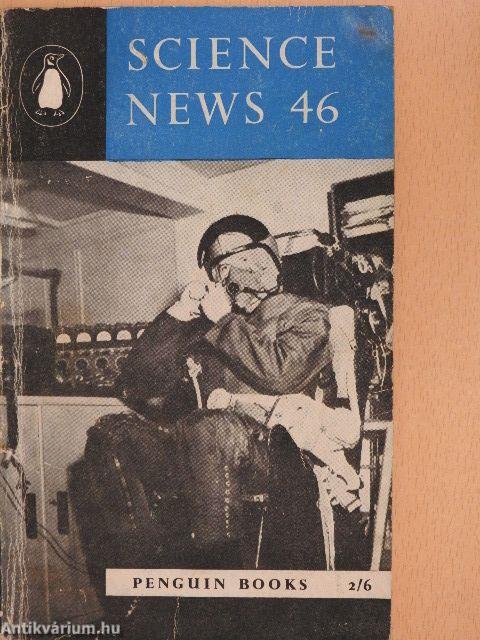 SCIENCE
NEWS 46
PENGUIN BOOKS 2/6
Antikvárium.hu